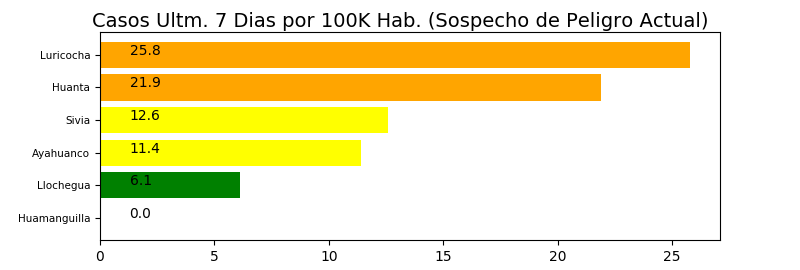 Casos Ultm. 7 Dias por 100K Hab. (Sospecho de Peligro Actual)
Luricocha 25.8
Huanta 21.9
Sivia 12.6
Ayahuanco 11.4
Llochegua 6.1
Huamanguilla 0.0
0 5 10 15 20 25